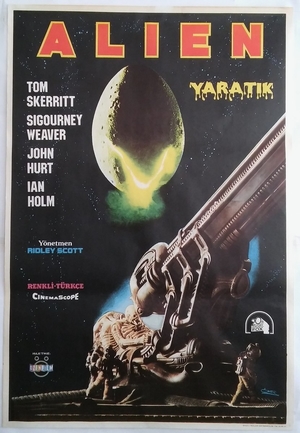 ALIEN
YARATIK
TOM
SKERRITT
SIGOURNEY
WEAVER
JOHN
HURT
IAN
HOLM
Yönetmen
RIDLEY SCOTT
RENKLİ-TÜRKÇE
CINEMASCOPE